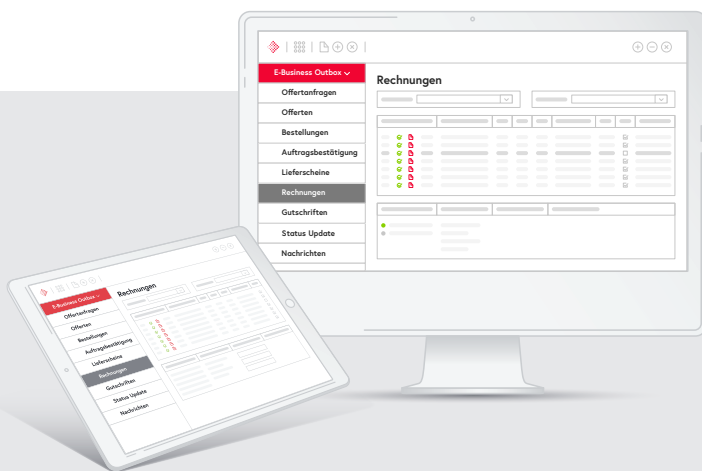 E-Business Outbox
Rechnungen
Offertanfragen
Offerten
Bestellungen
Auftragsbestätigung
Lieferscheine
Rechnungen
Gutschriften
Status Update
Nachrichten
E-Business Outbox
Rechnungen
Offertanfragen
Offerten
Bestellungen
Auftragsbestätigung
Lieferscheine
Rechnungen
Gutschriften
Status Update
Nachrichten